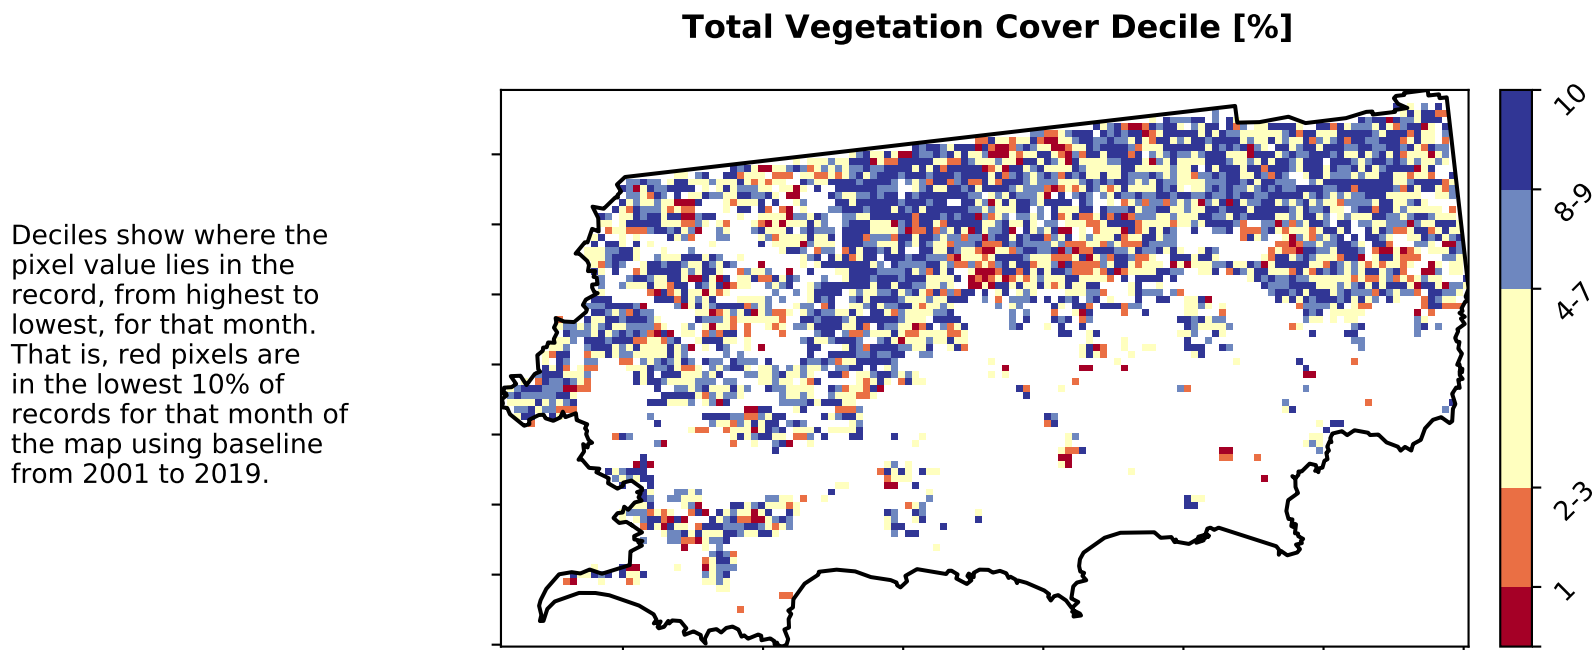 Total Vegetation Cover Decile [%]
Deciles show where the
pixel value lies in the
record, from highest to
lowest, for that month.
That is, red pixels are
in the lowest 10% of
records for that month of
the map using baseline
from 2001 to 2019.
10
8-9
4-7
2-3
1